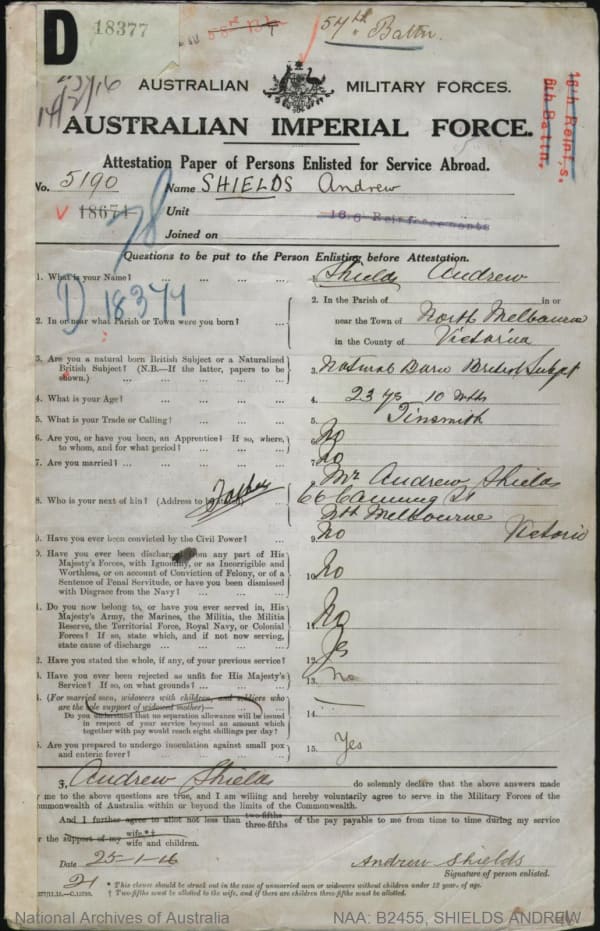 D
18377
57th Battn.
AUSTRALIAN MILITARY FORCES.
AUSTRALIAN IMPERIAL FORCE.
16th Reints.
6th Battn.
Attestation Paper of Persons Enlisted for Service Abroad.
No. 5190 Name SHIELDS Andrew
V 18674 Unit 16.6 Reinforcements
78
Joined on
Questions to be put to the Person Enlisting before Attestation.
1. What is your Name? ... ... ... ... Shields Andrew
D 18377
2. In or near what Parish or Town were you born? ... 2. In the Parish of in or
near the Town of North Melbourne
in the County of Victoria
3. Are you a natural born British Subject or a Naturalized
British Subject? (N.B.—If the latter, papers to be
shown.) ... 3. Natural Born British Subject
4. What is your Age? ... 4. 23 yrs 10 mths
5. What is your Trade or Calling? ... 5. Tinsmith
6. Are you, or have you been, an Apprentice? If so, where,
to whom, and for what period? ... 6. No
7. Are you married? ... 7. No
8. Who is your next of kin? (Address to be stated) Father
Mr Andrew Shields
66 Canning St
Nth Melbourne
Victoria
9. Have you ever been convicted by the Civil Power? ... 9. No
0. Have you ever been discharged from any part of His
Majesty's Forces, with Ignominy, or as Incorrigible and
Worthless, or on account of Conviction of Felony, or of a
Sentence of Penal Servitude, or have you been dismissed
with Disgrace from the Navy? ... 10. No
1. Do you now belong to, or have you ever served in, His
Majesty's Army, the Marines, the Militia, the Militia
Reserve, the Territorial Force, Royal Navy, or Colonial
Forces? If so, state which, and if not now serving,
state cause of discharge ... 11. No
2. Have you stated the whole, if any, of your previous service? 12. Yes
3. Have you ever been rejected as unfit for His Majesty's
Service? If so, on what grounds? ... 13. No
4. (For married men, widowers with children, and soldiers who
are the sole support of widowed mother)—
Do you understand that no separation allowance will be issued
in respect of your service beyond an amount which
together with pay would reach eight shillings per day? 14. —
5. Are you prepared to undergo inoculation against small pox
and enteric fever? ... 15. Yes
I, Andrew Shields do solemnly declare that the above answers made
y me to the above questions are true, and I am willing and hereby voluntarily agree to serve in the Military Forces of the
ommonwealth of Australia within or beyond the limits of the Commonwealth.
And I further agree to allot not less than two-fifths three-fifths of the pay payable to me from time to time during my service
r the support of my wife.*† wife and children.
Date 25-1-16 Andrew Shields
Signature of person enlisted.
21 * This clause should be struck out in the case of unmarried men or widowers without children under 18 years of age.
† Two-fifths must be allotted to the wife, and if there are children three-fifths must be allotted.
National Archives of Australia NAA: B2455, SHIELDS ANDREW